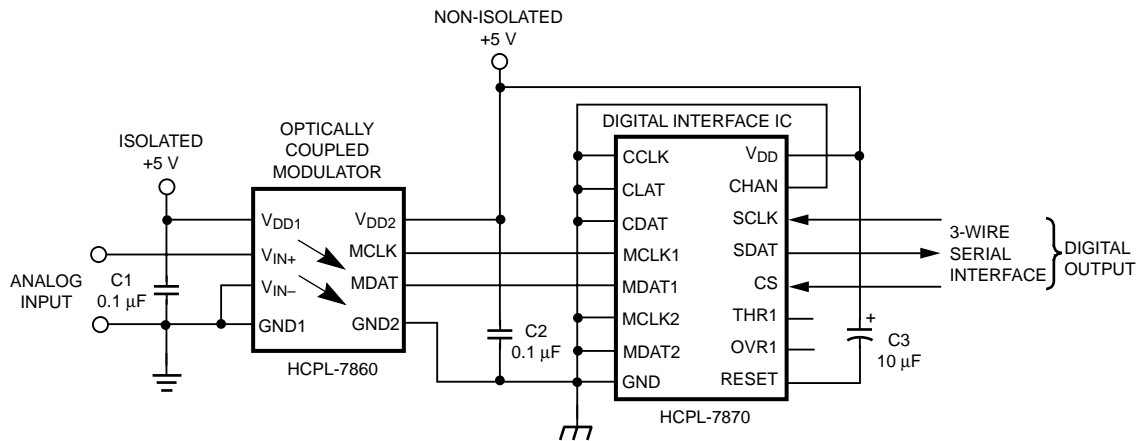 NON-ISOLATED
+5 V
ISOLATED
+5 V
OPTICALLY
COUPLED
MODULATOR
DIGITAL INTERFACE IC
ANALOG
INPUT
C1
0.1 µF
VDD1
VIN+
VIN–
GND1
VDD2
MCLK
MDAT
GND2
HCPL-7860
C2
0.1 µF
CCLK
CLAT
CDAT
MCLK1
MDAT1
MCLK2
MDAT2
GND
VDD
CHAN
SCLK
SDAT
CS
THR1
OVR1
RESET
HCPL-7870
+
C3
10 µF
3-WIRE
SERIAL
INTERFACE
DIGITAL
OUTPUT